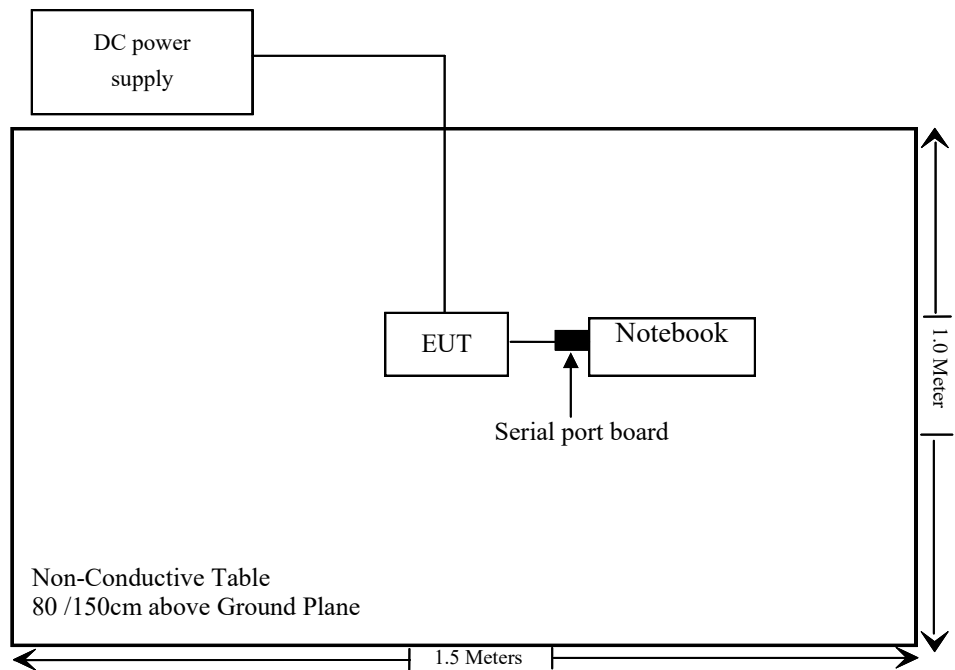 DC power
supply
EUT
Notebook
Serial port board
1.0 Meter
Non-Conductive Table
80 /150cm above Ground Plane
1.5 Meters